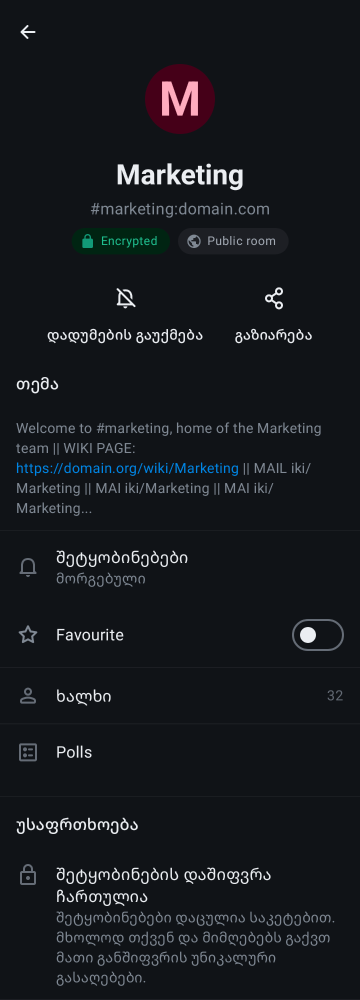 M
Marketing
#marketing:domain.com
Encrypted
Public room
დადუმების გაუქმება
გაზიარება
თემა
Welcome to #marketing, home of the Marketing
team || WIKI PAGE:
https://domain.org/wiki/Marketing || MAIL iki/
Marketing || MAI iki/Marketing || MAI iki/
Marketing...
შეტყობინებები
მორგებული
Favourite
ხალხი
32
Polls
უსაფრთხოება
შეტყობინების დაშიფვრა
ჩართულია
შეტყობინებები დაცულია საკეტებით.
მხოლოდ თქვენ და მიმღებებს გაქვთ
მათი განშიფვრის უნიკალური
გასაღებები.